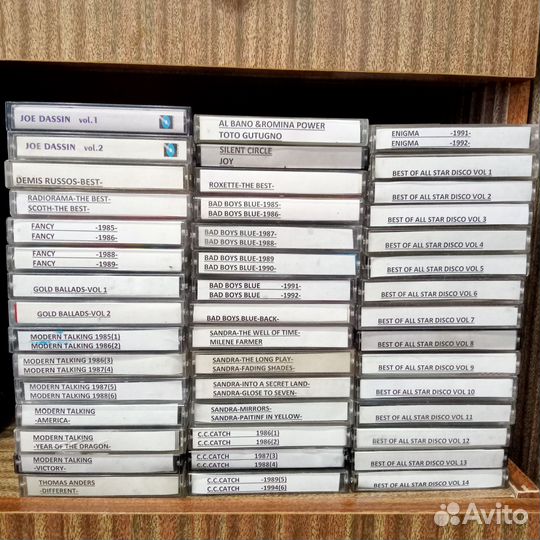 JOE DASSIN vol.1
JOE DASSIN vol.2
DEMIS RUSSOS-BEST-
RADIORAMA-THE BEST-
SCOTH-THE BEST-
FANCY -1985-
FANCY -1986-
FANCY -1988-
FANCY -1989-
GOLD BALLADS-VOL 1
GOLD BALLADS-VOL 2
MODERN TALKING 1985(1)
MODERN TALKING 1986(2)
MODERN TALKING 1986(3)
MODERN TALKING 1987(4)
MODERN TALKING 1987(5)
MODERN TALKING 1988(6)
MODERN TALKING
-AMERICA-
MODERN TALKING
-YEAR OF THE DRAGON-
MODERN TALKING
-VICTORY-
THOMAS ANDERS
-DIFFERENT-
AL BANO &ROMINA POWER
TOTO GUTUGNO
SILENT CIRCLE
JOY
ROXETTE-THE BEST-
BAD BOYS BLUE-1985-
BAD BOYS BLUE-1986-
BAD BOYS BLUE-1987-
BAD BOYS BLUE-1988-
BAD BOYS BLUE-1989
BAD BOYS BLUE-1990-
BAD BOYS BLUE -1991-
BAD BOYS BLUE -1992-
BAD BOYS BLUE-BACK-
SANDRA-THE WELL OF TIME-
MILENE FARMER
SANDRA-THE LONG PLAY-
SANDRA-FADING SHADES-
SANDRA-INTO A SECRET LAND-
SANDRA-GLOSE TO SEVEN-
SANDRA-MIRRORS-
SANDRA-PAITINF IN YELLOW-
C.C.CATCH 1986(1)
C.C.CATCH 1986(2)
C.C.CATCH 1987(3)
C.C.CATCH 1988(4)
C.C.CATCH -1989(5)
C.C.CATCH -1994(6)
ENIGMA -1991-
ENIGMA -1992-
BEST OF ALL STAR DISCO VOL 1
BEST OF ALL STAR DISCO VOL 2
BEST OF ALL STAR DISCO VOL 3
BEST OF ALL STAR DISCO VOL 4
BEST OF ALL STAR DISCO VOL 5
BEST OF ALL STAR DISCO VOL 6
BEST OF ALL STAR DISCO VOL 7
BEST OF ALL STAR DISCO VOL 8
BEST OF ALL STAR DISCO VOL 9
BEST OF ALL STAR DISCO VOL 10
BEST OF ALL STAR DISCO VOL 11
BEST OF ALL STAR DISCO VOL 12
BEST OF ALL STAR DISCO VOL 13
BEST OF ALL STAR DISCO VOL 14
Avito